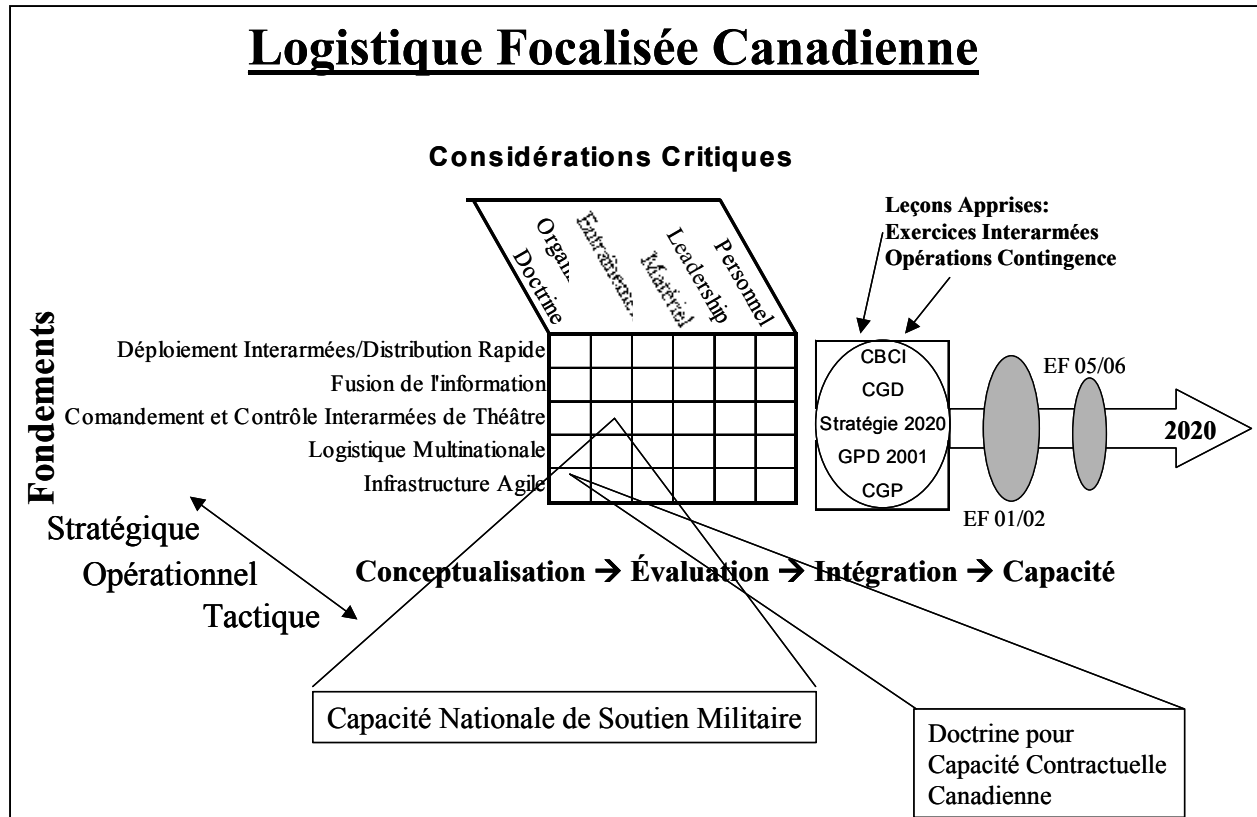 Logistique Focalisée Canadienne
Considérations Critiques
Doctrine
Organi
Entraîneme
Matériel
Leadership
Personnel
Leçons Apprises:
Exercices Interarmées
Opérations Contingence
Fondements
Déploiement Interarmées/Distribution Rapide
Fusion de l'information
Comandement et Contrôle Interarmées de Théâtre
Logistique Multinationale
Infrastructure Agile
CBCI
CGD
Stratégie 2020
GPD 2001
CGP
EF 01/02
EF 05/06
2020
Stratégique
Opérationnel
Tactique
Conceptualisation → Évaluation → Intégration → Capacité
Capacité Nationale de Soutien Militaire
Doctrine pour
Capacité Contractuelle
Canadienne